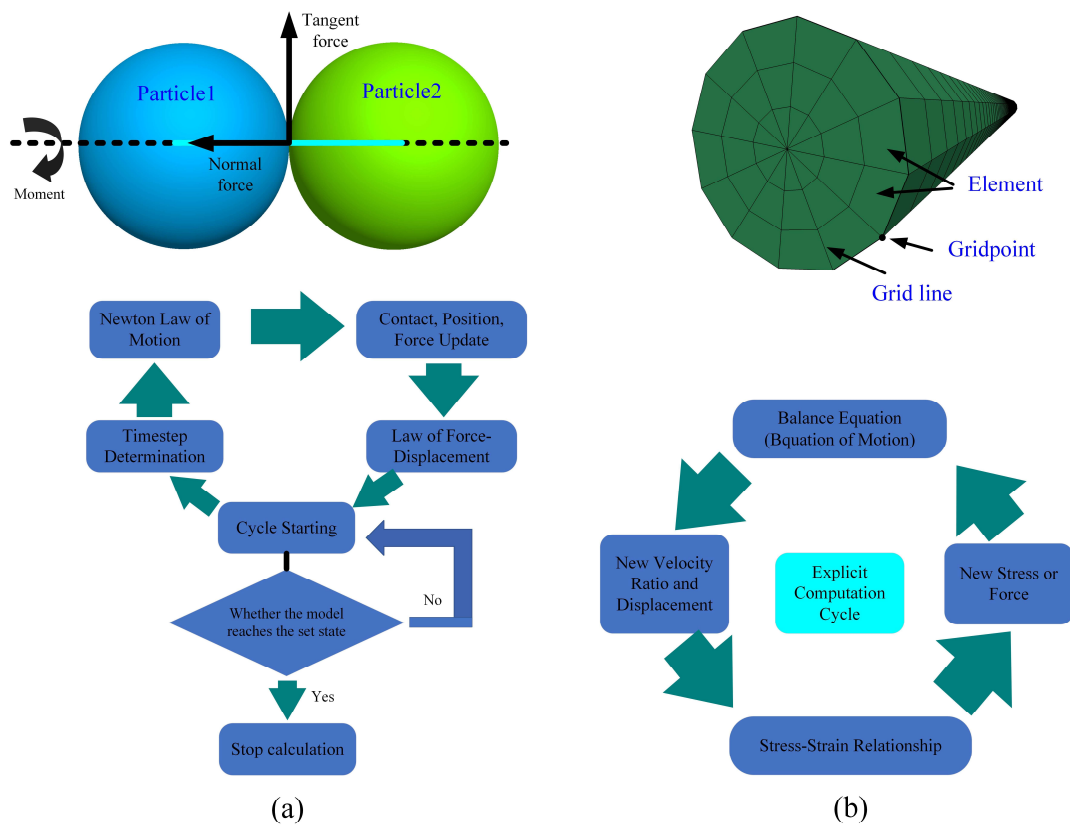 Tangent
force
Particle1
Particle2
Normal
force
Moment
Newton Law of
Motion
Contact, Position,
Force Update
Timestep
Determination
Law of Force-
Displacement
Cycle Starting
Whether the model
reaches the set state
No
Yes
Stop calculation
(a)
Element
Gridpoint
Grid line
Balance Equation
(Bquation of Motion)
New Velocity
Ratio and
Displacement
Explicit
Computation
Cycle
New Stress or
Force
Stress-Strain Relationship
(b)